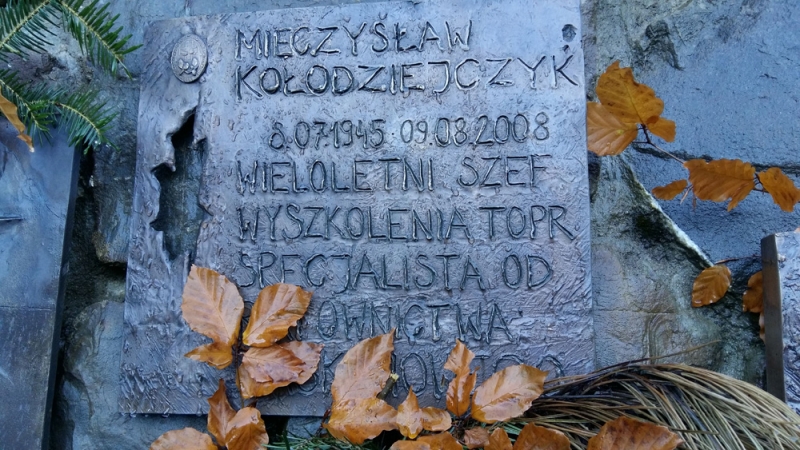 MIECZYSŁAW
KOŁODZIEJCZYK
8.07.1945 09.08.2008
WIELOLETNI SZEF
WYSZKOLENIA TOPR.
SPECJALISTA OD